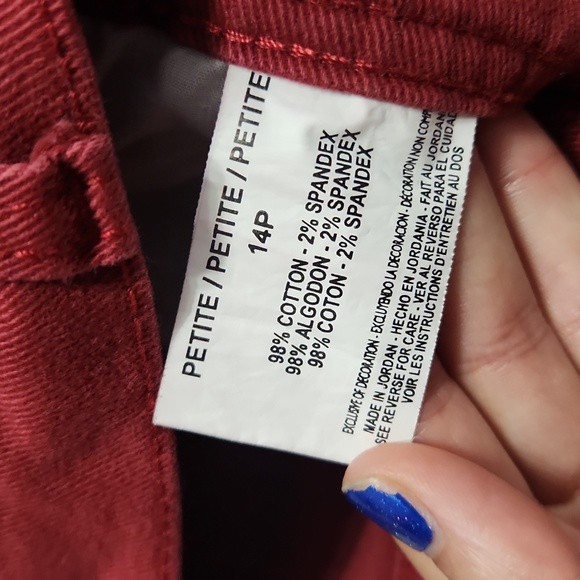 PETITE / PETITE / PETITE
14P
98% COTTON - 2% SPANDEX
98% ALGODON - 2% SPANDEX
98% COTON - 2% SPANDEX
EXCLUSIVE OF DECORATION - EXCLUYENDO LA DECORACION - DÉCORATION NON
MADE IN JORDAN - HECHO EN JORDANIA - FAIT AU JORDAN
SEE REVERSE FOR CARE - VER AL REVERSO PARA EL CUIDAD
VOIR LES INSTRUCTIONS D'ENTRETIEN AU DOS